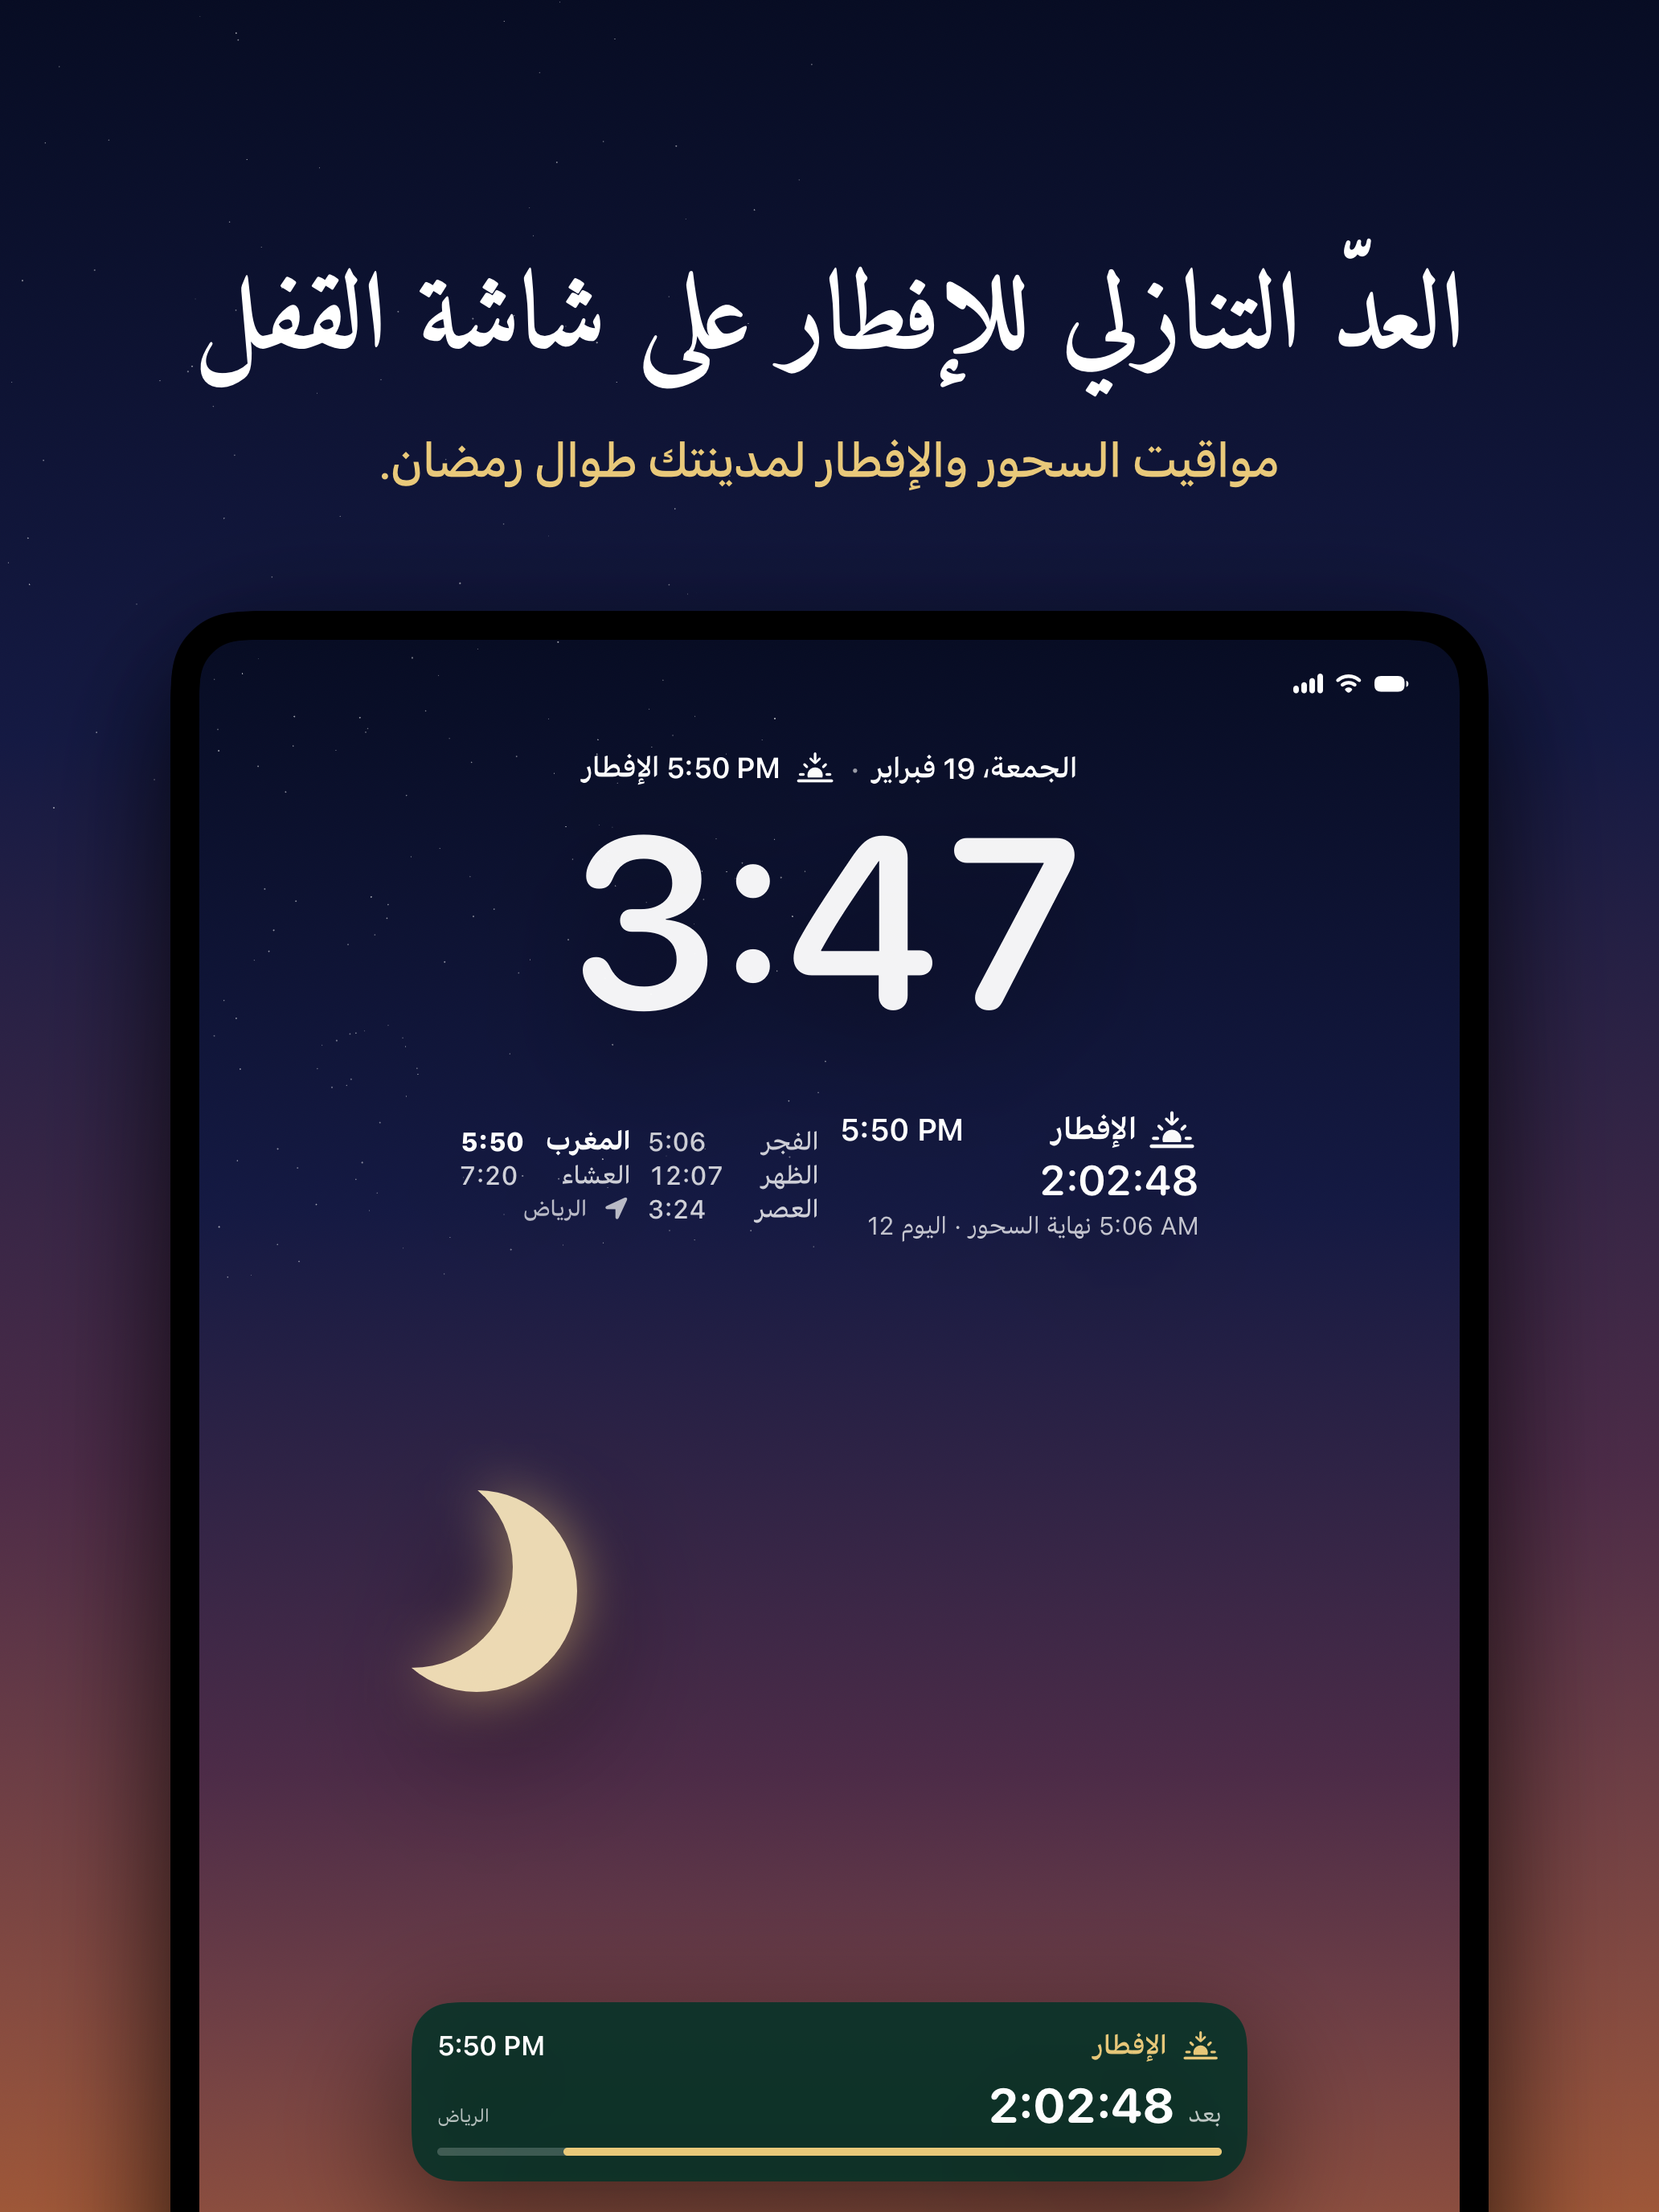 العدّ التنازلي للإفطار على شاشة القفل
مواقيت السحور والإفطار لمدينتك طوال رمضان.
الجمعة، 19 فبراير · 5:50 PM الإفطار
3:47
الإفطار 5:50 PM
2:02:48
5:06 AM نهاية السحور · اليوم 12
الفجر 5:06 المغرب 5:50
الظهر 12:07 العشاء 7:20
العصر 3:24 الرياض
الإفطار 5:50 PM
بعد 2:02:48 الرياض